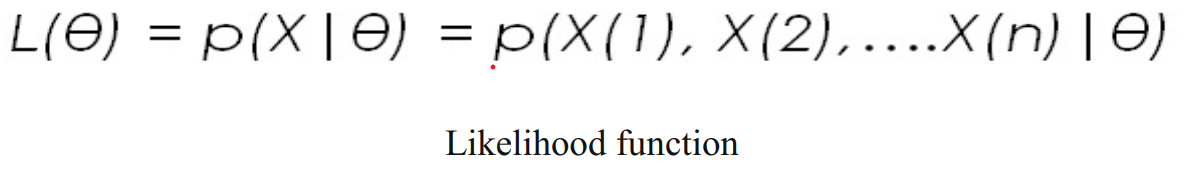 L(Θ) = p(X | Θ) = p(X(1), X(2),....X(n) | Θ)
Likelihood function